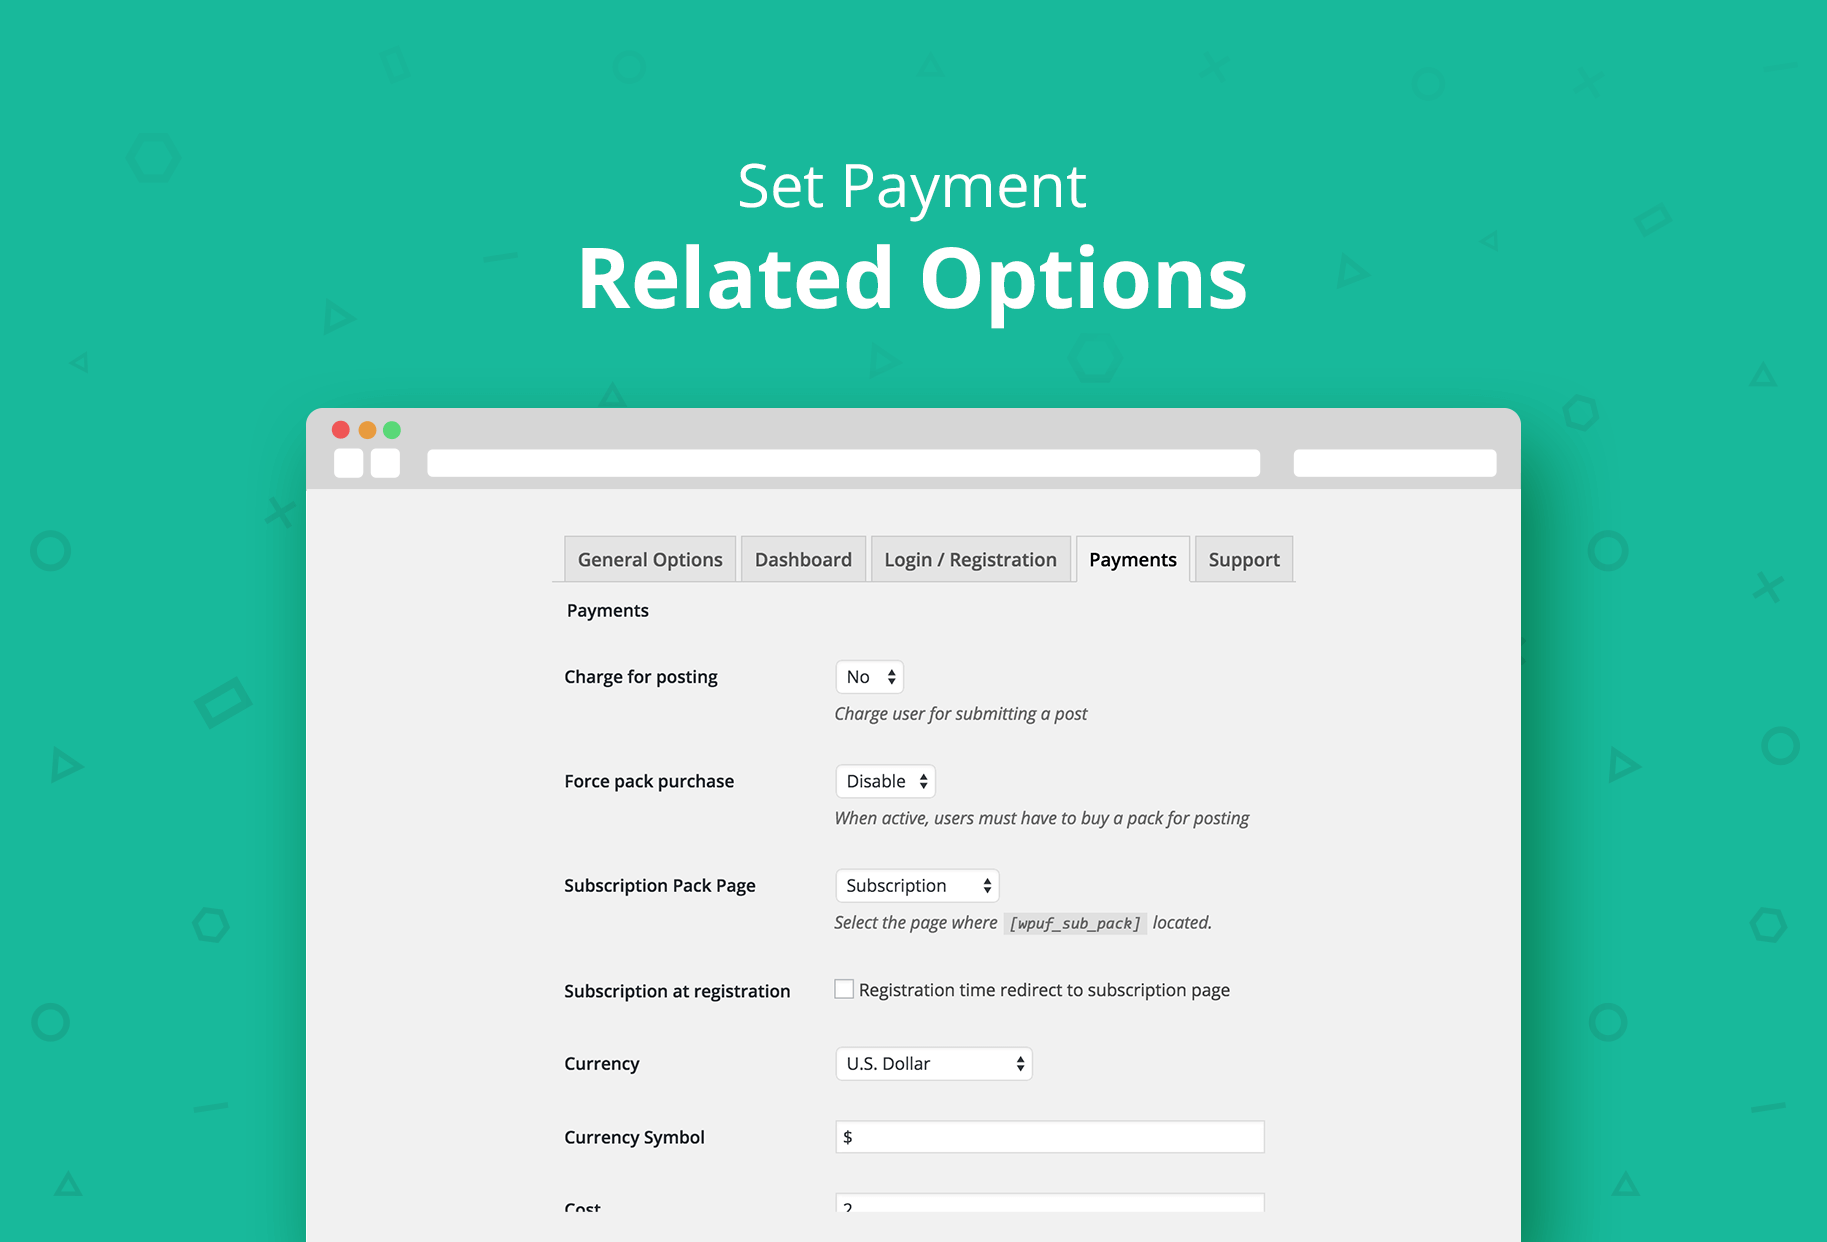 Set Payment
Related Options
General Options Dashboard Login / Registration Payments Support
Payments
Charge for posting No
Charge user for submitting a post
Force pack purchase Disable
When active, users must have to buy a pack for posting
Subscription Pack Page Subscription
Select the page where [wpuf_sub_pack] located.
Subscription at registration Registration time redirect to subscription page
Currency U.S. Dollar
Currency Symbol $
Cost 2